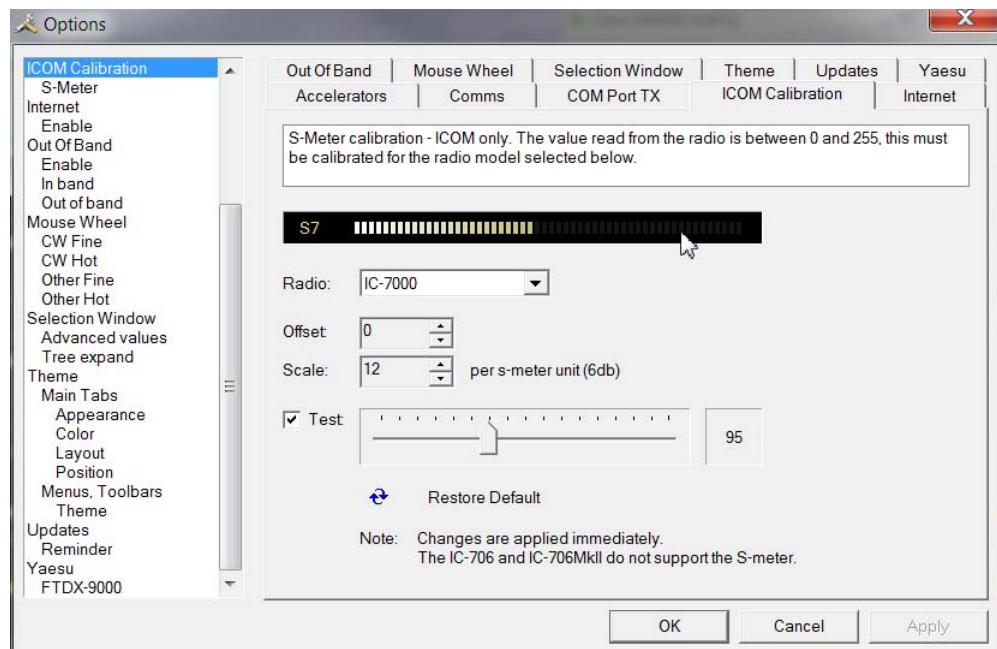 Options
ICOM Calibration
S-Meter
Internet
Enable
Out Of Band
Enable
In band
Out of band
Mouse Wheel
CW Fine
CW Hot
Other Fine
Other Hot
Selection Window
Advanced values
Tree expand
Theme
Main Tabs
Appearance
Color
Layout
Position
Menus, Toolbars
Theme
Updates
Reminder
Yaesu
FTDX-9000
Out Of Band Mouse Wheel Selection Window Theme Updates Yaesu
Accelerators Comms COM Port TX ICOM Calibration Internet
S-Meter calibration - ICOM only. The value read from the radio is between 0 and 255, this must
be calibrated for the radio model selected below.
S7
Radio: IC-7000
Offset: 0
Scale: 12 per s-meter unit (6db)
Test: 95
Restore Default
Note: Changes are applied immediately.
The IC-706 and IC-706MkII do not support the S-meter.
OK Cancel Apply